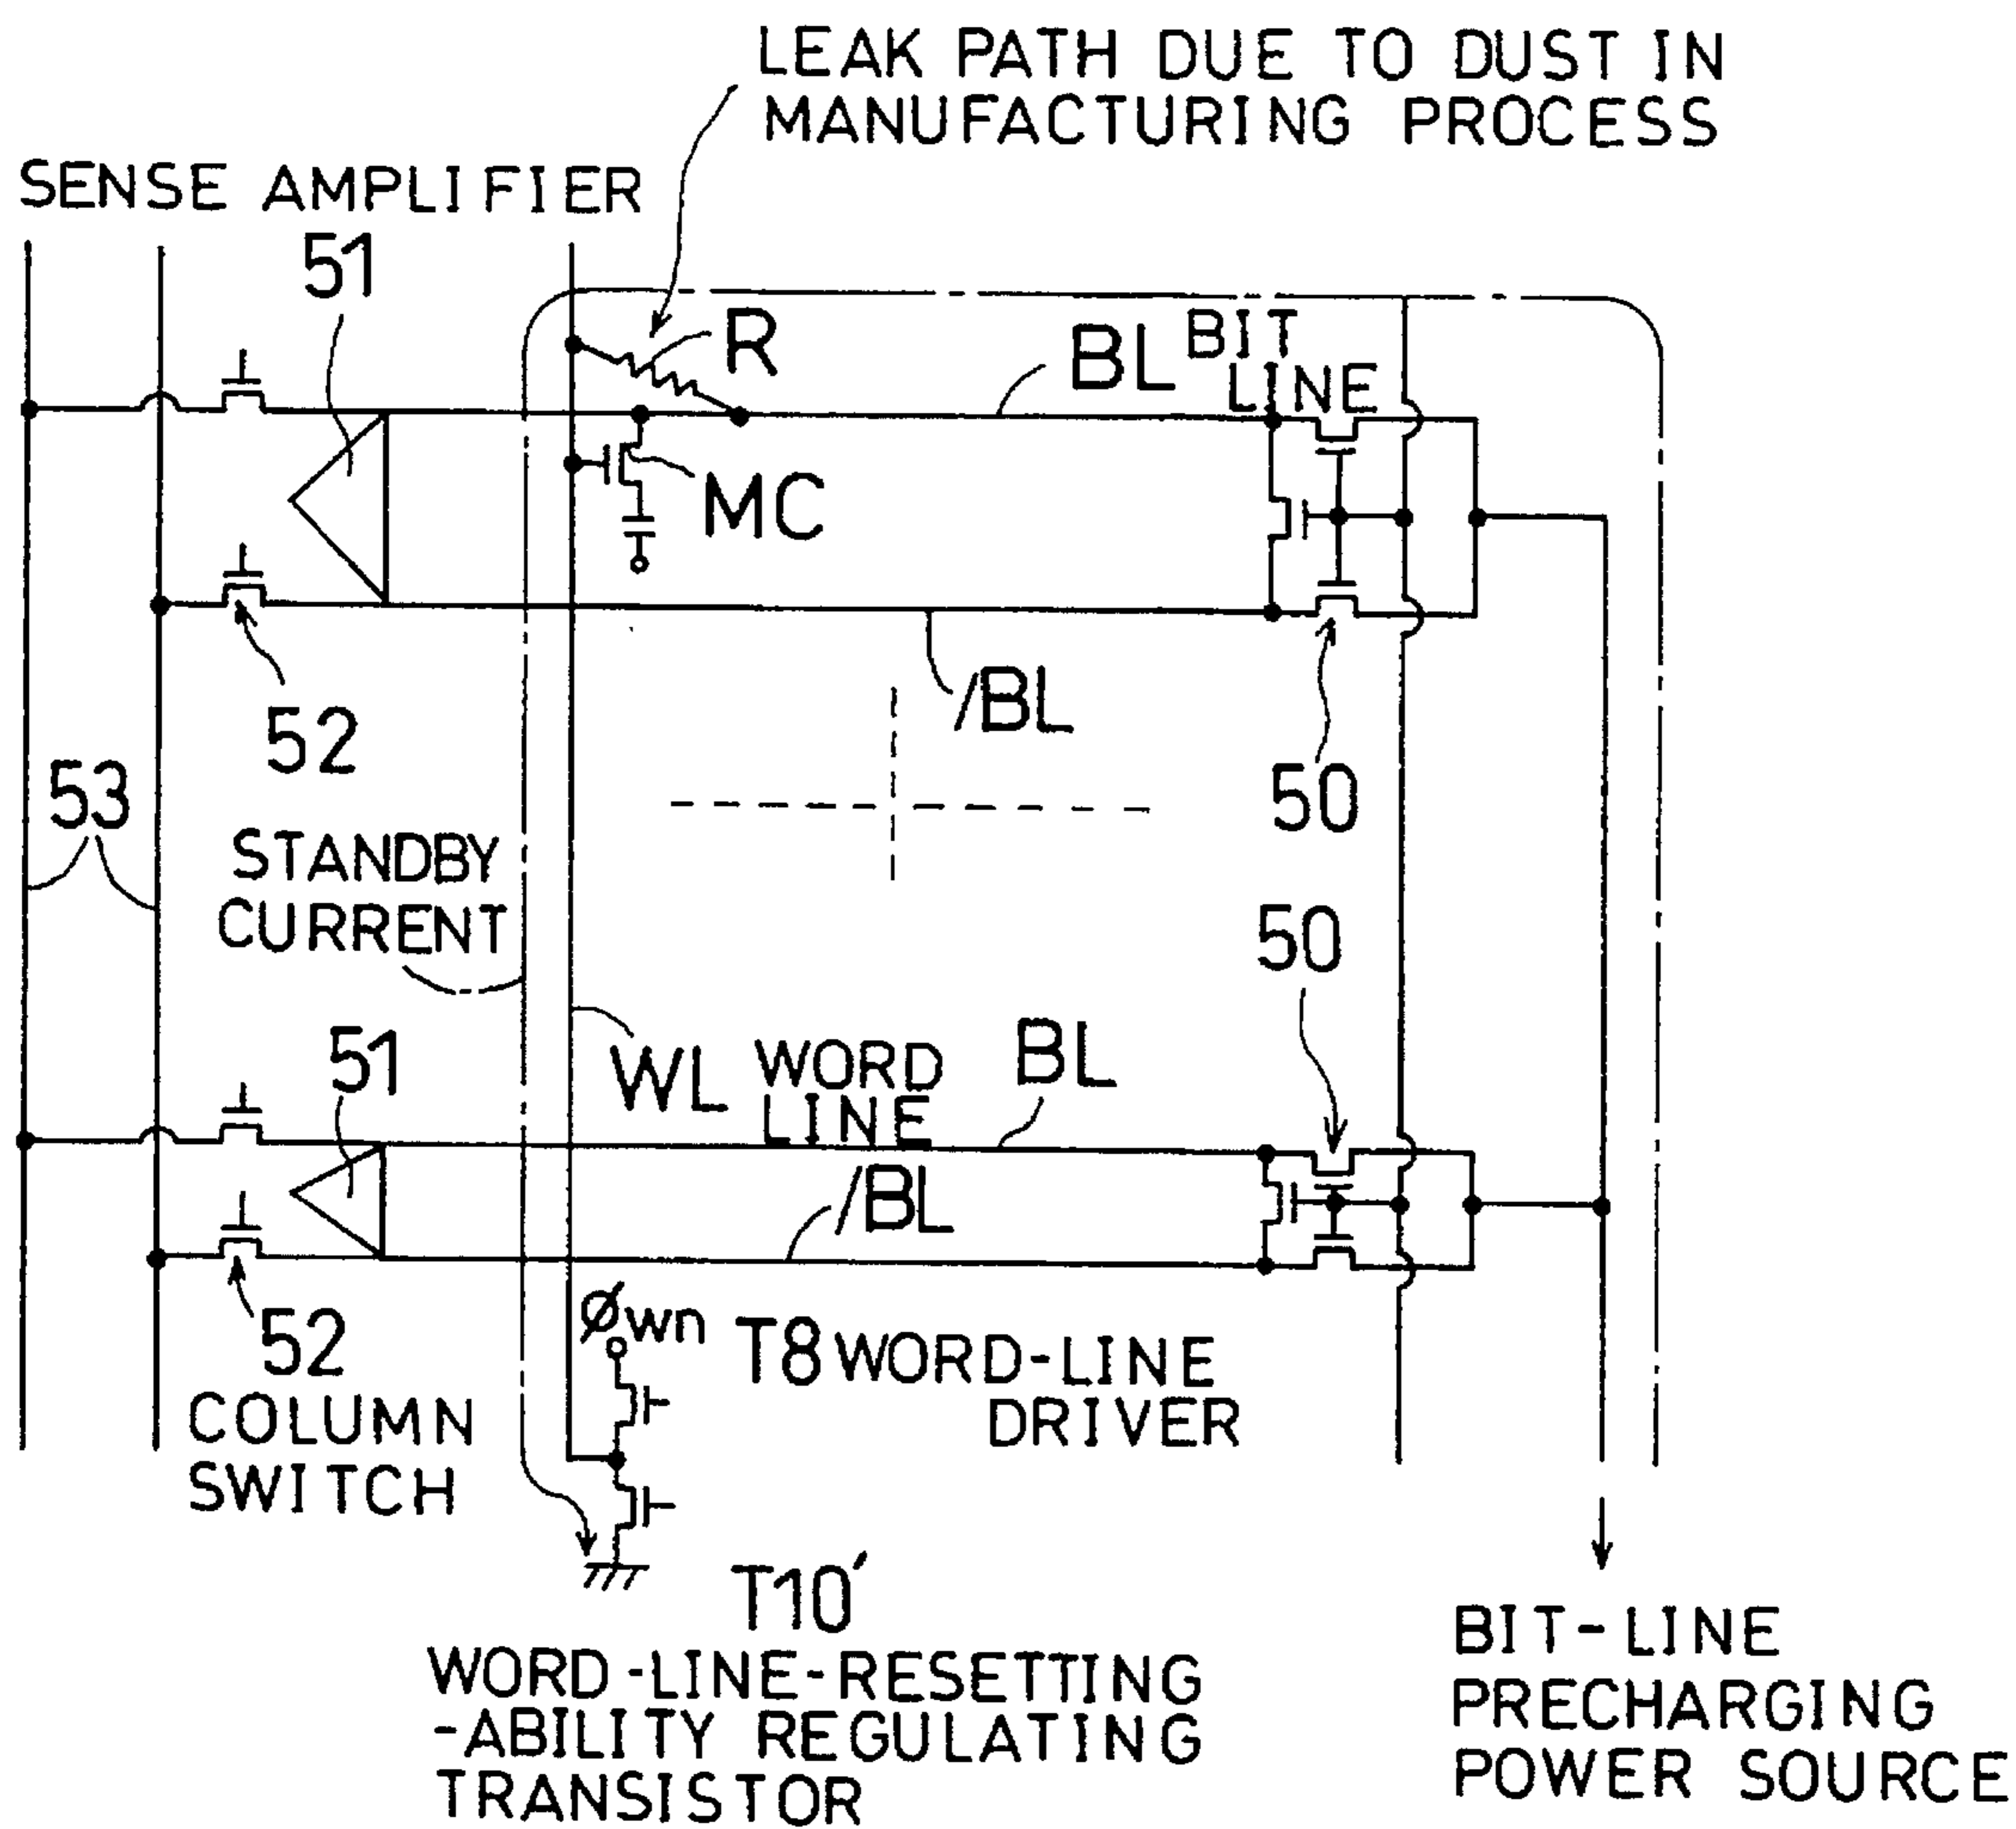 LEAK PATH DUE TO DUST IN
MANUFACTURING PROCESS
SENSE AMPLIFIER
51
R
BL
BIT
LINE
MC
52
/BL
50
53
STANDBY
CURRENT
50
51
WL
WORD
LINE
BL
/BL
52
COLUMN
SWITCH
øwn
T8 WORD-LINE
DRIVER
T10′
WORD-LINE-RESETTING
-ABILITY REGULATING
TRANSISTOR
BIT-LINE
PRECHARGING
POWER SOURCE